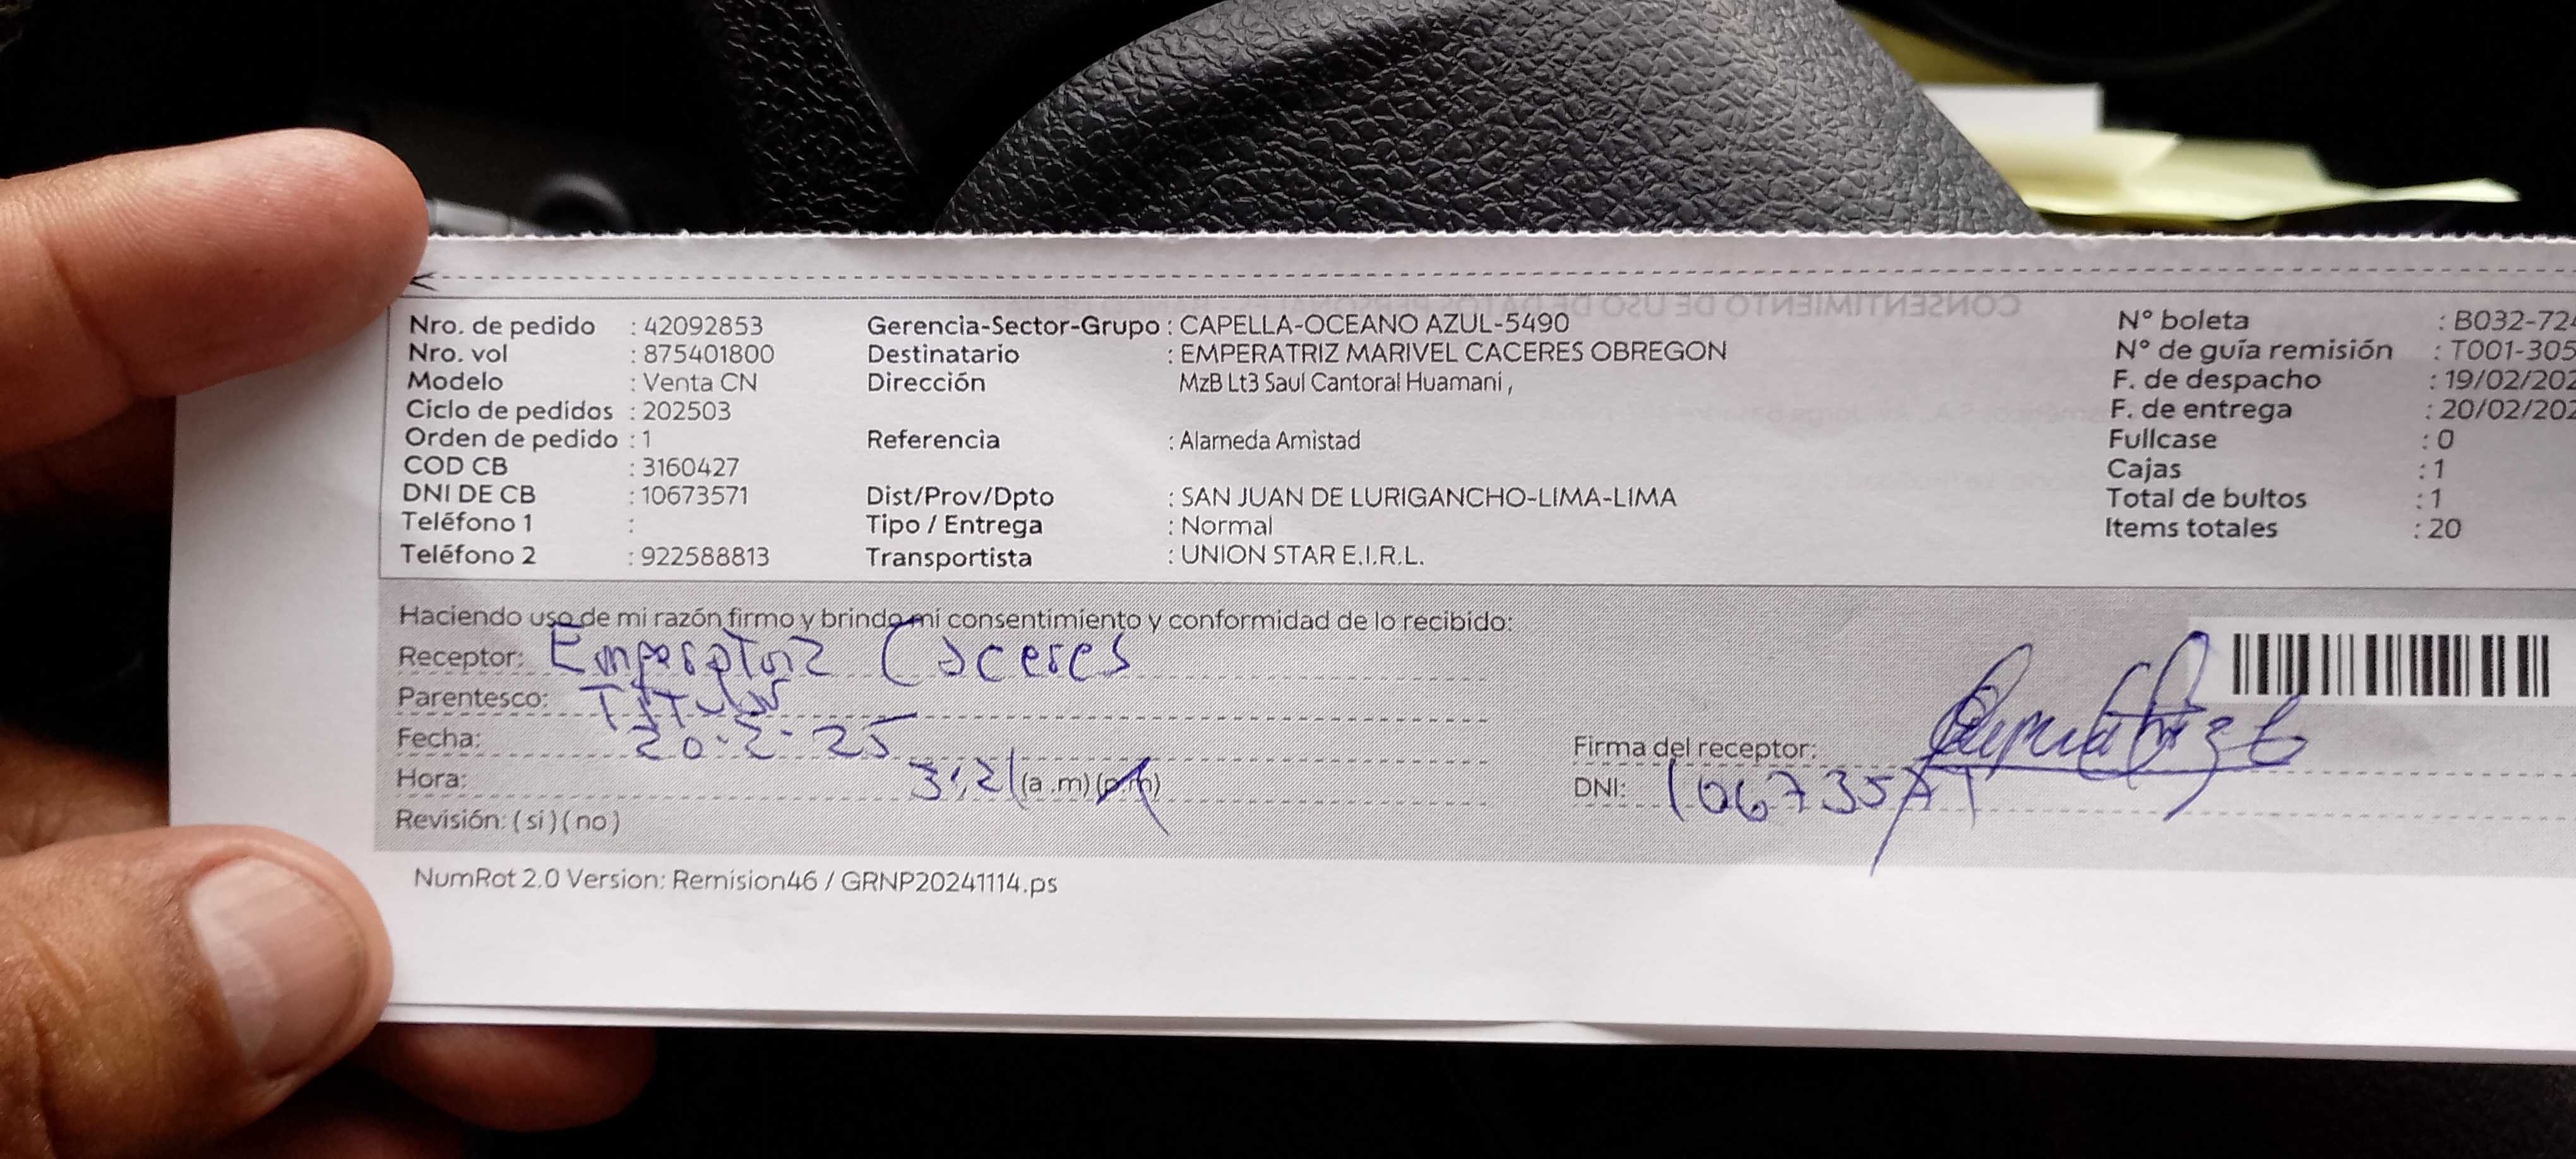 CONSENTIMIENTO DE USO DE DATOS
Nro. de pedido : 42092853
Nro. vol : 875401800
Modelo : Venta CN
Ciclo de pedidos : 202503
Orden de pedido : 1
COD CB : 3160427
DNI DE CB : 10673571
Teléfono 1 :
Teléfono 2 : 922588813
Gerencia-Sector-Grupo : CAPELLA-OCEANO AZUL-5490
Destinatario : EMPERATRIZ MARIVEL CACERES OBREGON
Dirección MzB Lt3 Saul Cantoral Huamani ,
Referencia : Alameda Amistad
Dist/Prov/Dpto : SAN JUAN DE LURIGANCHO-LIMA-LIMA
Tipo / Entrega : Normal
Transportista : UNION STAR E.I.R.L.
N° boleta : B032-724
N° de guía remisión : T001-305
F. de despacho : 19/02/202
F. de entrega : 20/02/202
Fullcase : 0
Cajas : 1
Total de bultos : 1
Items totales : 20
Haciendo uso de mi razón firmo y brindo mi consentimiento y conformidad de lo recibido:
Receptor: Emperatriz Caceres
Parentesco: Titular
Fecha: 20-2-25
Hora: 3:21 (a.m) (p.m)
Revisión: ( si ) ( no )
Firma del receptor:
DNI: 10673571
NumRot 2.0 Version: Remision46 / GRNP20241114.ps